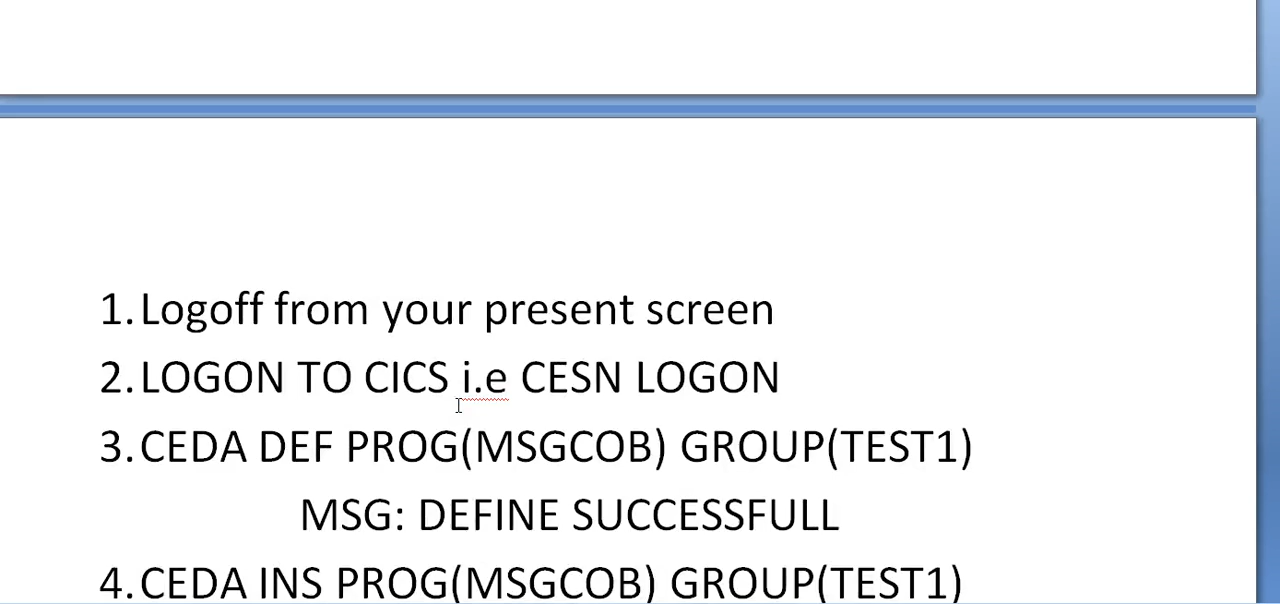 1. Logoff from your present screen
2. LOGON TO CICS i.e CESN LOGON
3. CEDA DEF PROG(MSGCOB) GROUP(TEST1)
MSG: DEFINE SUCCESSFULL
4. CEDA INS PROG(MSGCOB) GROUP(TEST1)